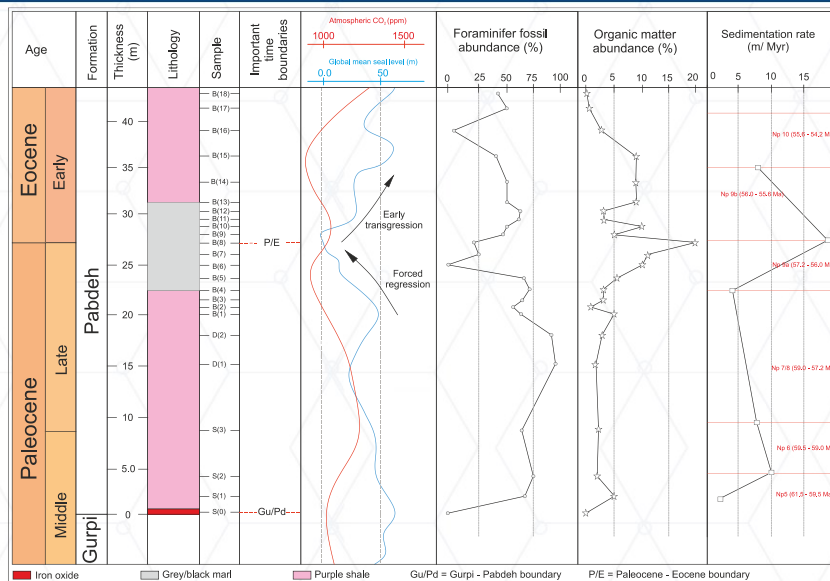 Age
Formation
Thickness (m)
Lithology
Sample
Important time boundaries
Atmospheric CO2 (ppm)
1000 1500
Global mean sea level (m)
0.0 50
Foraminifer fossil abundance (%)
0 25 50 75 100
Organic matter abundance (%)
0 5 10 15 20
Sedimentation rate (m/ Myr)
2 5 10 15
Eocene
Early
Paleocene
Late
Middle
Pabdeh
Gurpi
40
35
30
25
20
15
10
5.0
0
B(18)
B(17)
B(16)
B(15)
B(14)
B(13)
B(12)
B(11)
B(10)
B(9)
B(8)
B(7)
B(6)
B(5)
B(4)
B(3)
B(2)
B(1)
D(2)
D(1)
S(3)
S(2)
S(1)
S(0)
P/E
Gu/Pd
Early transgression
Forced regression
Np 10 (55,6 - 54,2 M
Np 9b (56.0 - 55.6 Ma)
Np 9a (57.2 - 56.0 M
Np 7/8 (59.0 - 57.2 M
Np 6 (59.5 - 59.0 Ma
Np5 (61,5 - 59,5 Ma
Iron oxide
Grey/black marl
Purple shale
Gu/Pd = Gurpi - Pabdeh boundary
P/E = Paleocene - Eocene boundary